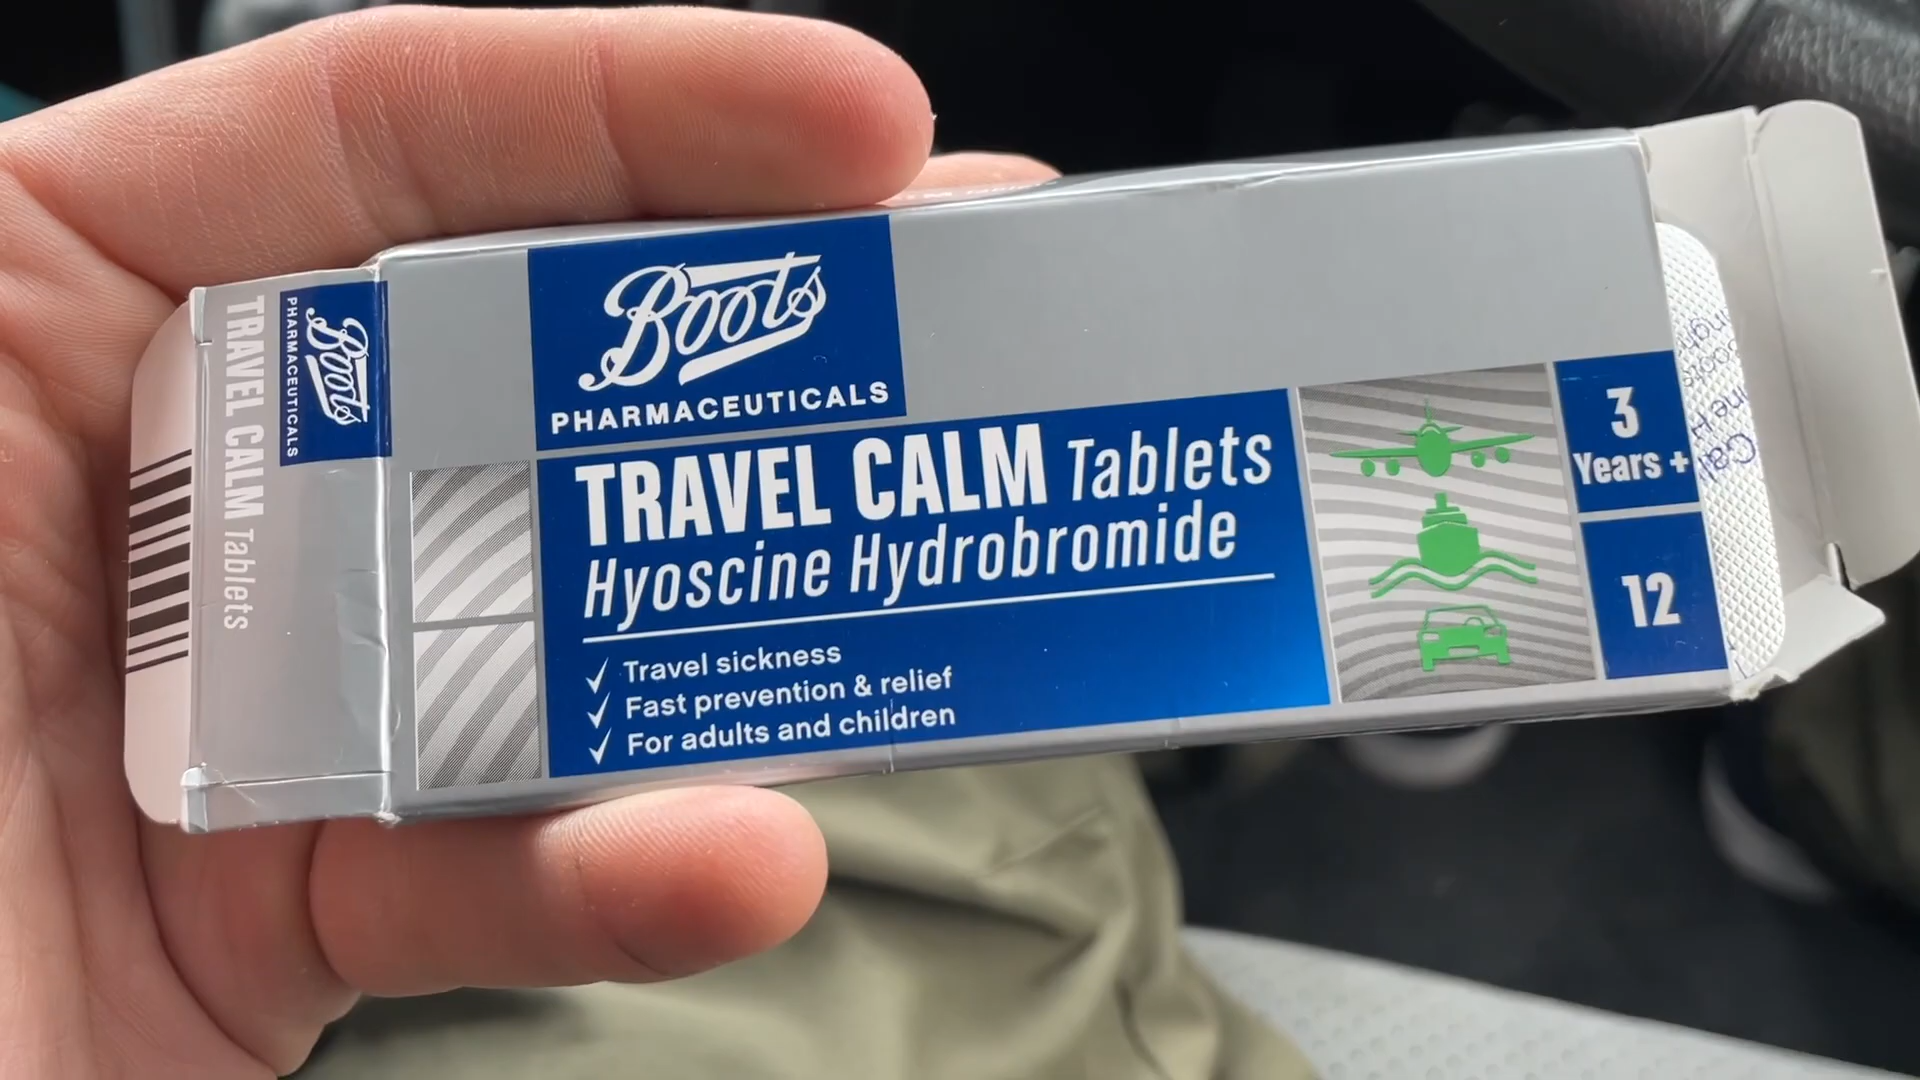 Boots
PHARMACEUTICALS
TRAVEL CALM Tablets
Hyoscine Hydrobromide
Travel sickness
Fast prevention & relief
For adults and children
3
Years +
12
TRAVEL CALM Tablets
Boots
PHARMACEUTICALS